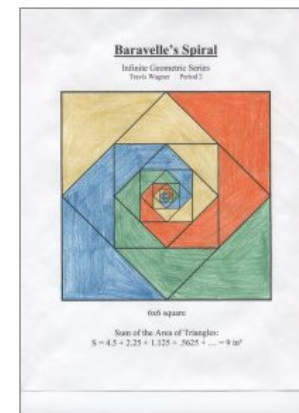 Baravelle's Spiral
Infinite Geometric Series
Travis Wagner Period 2
6x6 square
Sum of the Area of Triangles:
S = 4.5 + 2.25 + 1.125 + .5625 + ... = 9 in²